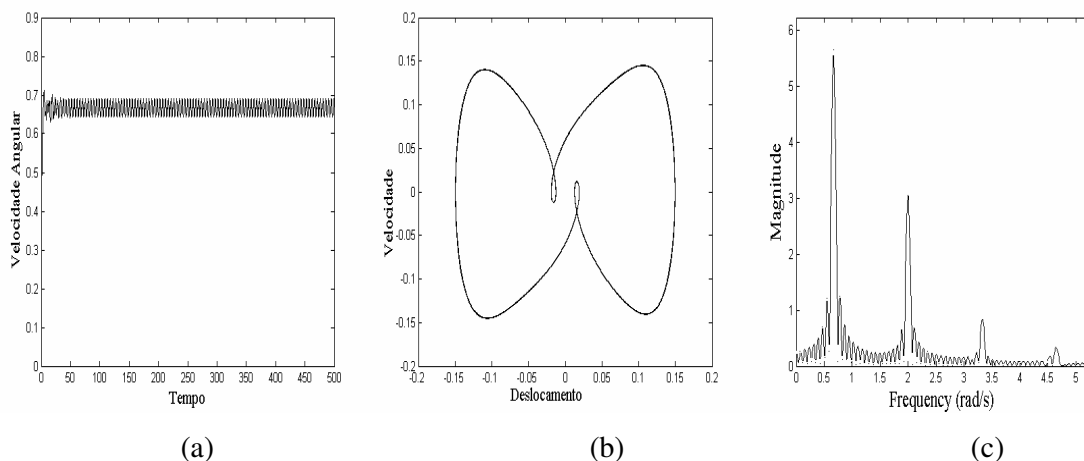 Velocidade Angular
0.9
0.8
0.7
0.6
0.5
0.4
0.3
0.2
0.1
0
0 50 100 150 200 250 300 350 400 450 500
Tempo
(a)
Velocidade
0.2
0.15
0.1
0.05
0
-0.05
-0.1
-0.15
-0.2
-0.2 -0.15 -0.1 -0.05 0 0.05 0.1 0.15 0.2
Deslocamento
(b)
Magnitude
6
5
4
3
2
1
0
0 0.5 1 1.5 2 2.5 3 3.5 4 4.5 5
Frequency (rad/s)
(c)